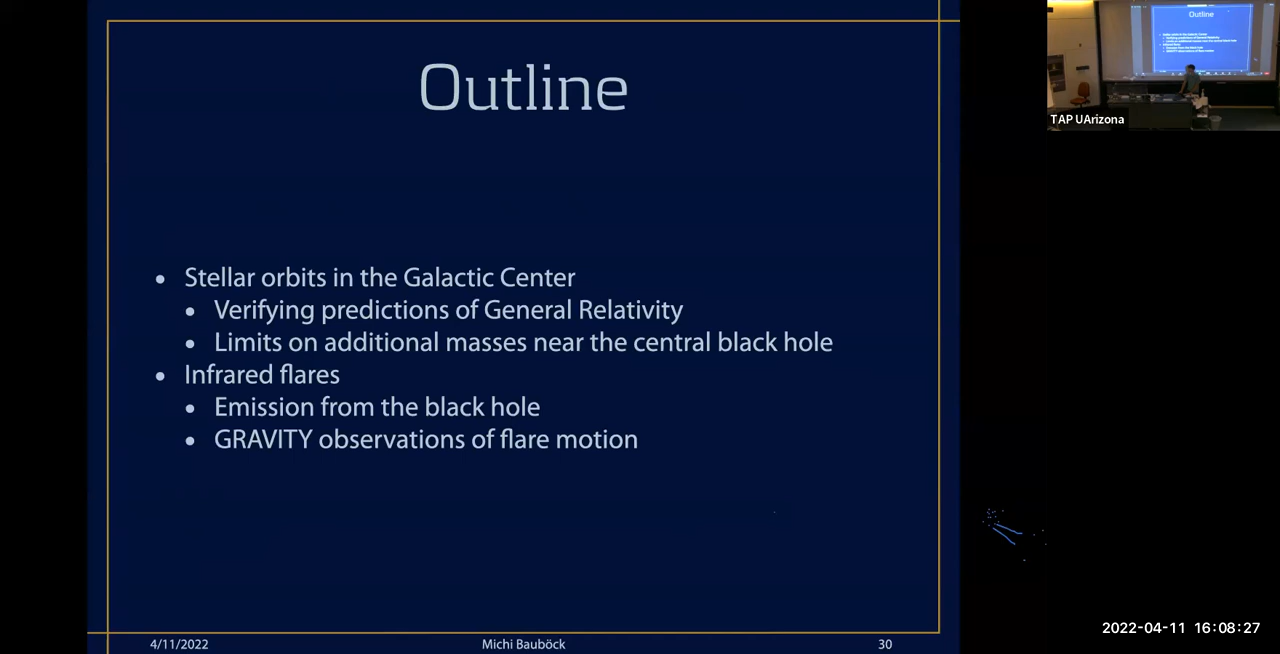 Outline
• Stellar orbits in the Galactic Center
• Verifying predictions of General Relativity
• Limits on additional masses near the central black hole
• Infrared flares
• Emission from the black hole
• GRAVITY observations of flare motion
4/11/2022 Michi Bauböck 30
Outline
TAP UArizona
2022-04-11 16:08:27